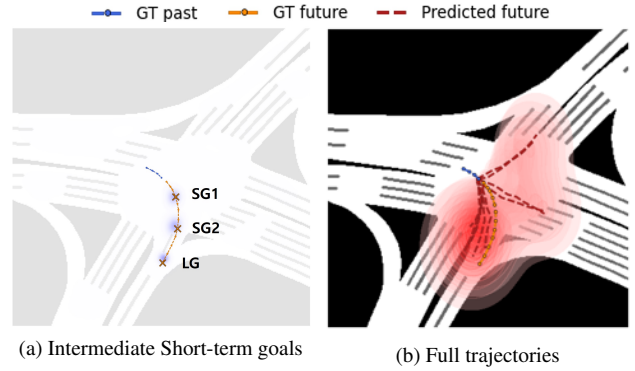 GT past GT future Predicted future
SG1
SG2
LG
(a) Intermediate Short-term goals
(b) Full trajectories